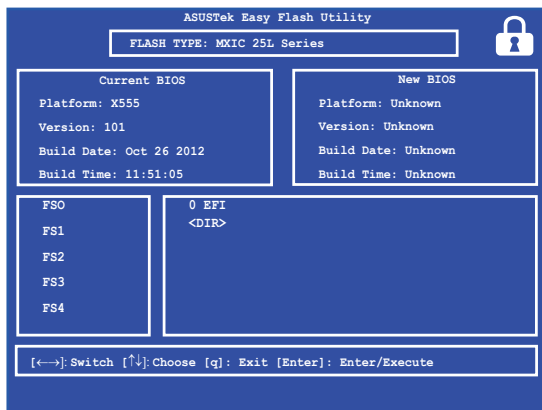 ASUSTek Easy Flash Utility
FLASH TYPE: MXIC 25L Series
Current BIOS
Platform: X555
Version: 101
Build Date: Oct 26 2012
Build Time: 11:51:05
New BIOS
Platform: Unknown
Version: Unknown
Build Date: Unknown
Build Time: Unknown
FSO
FS1
FS2
FS3
FS4
0 EFI
<DIR>
[←→]: Switch [↑↓]: Choose [q]: Exit [Enter]: Enter/Execute